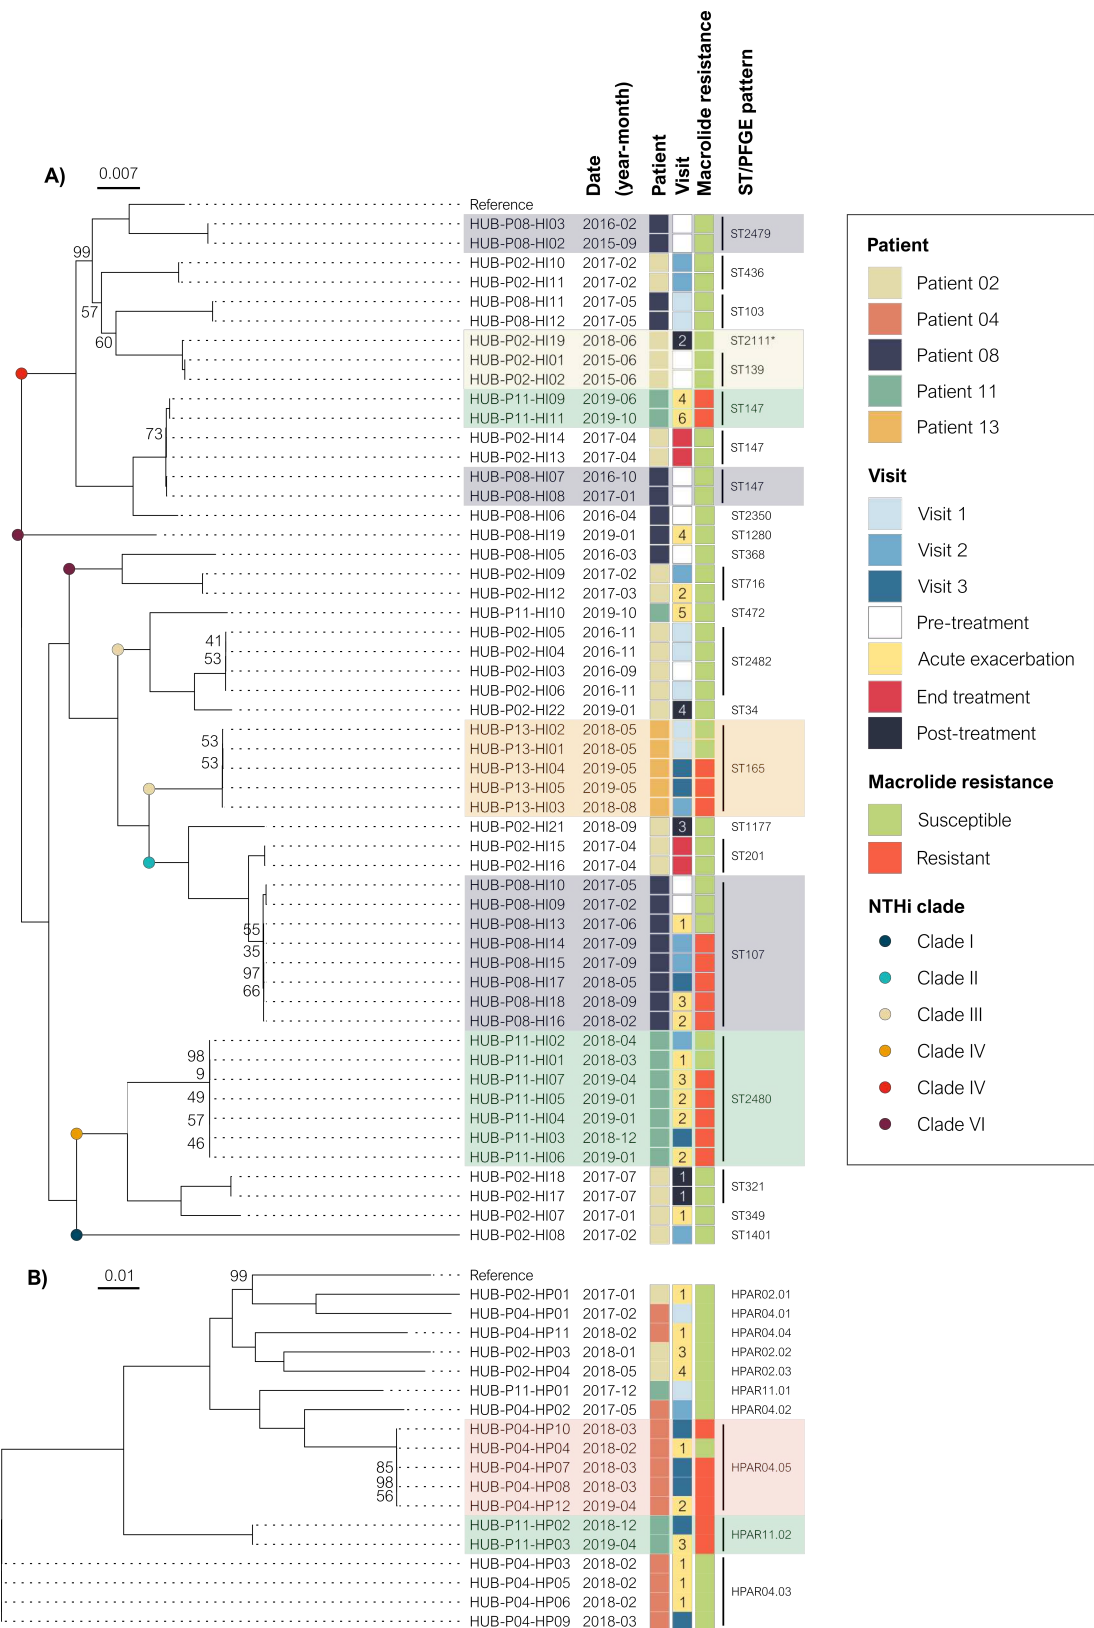 Date
(year-month)
Patient
Visit
Macrolide resistance
ST/PFGE pattern
A)
0.007
Reference
HUB-P08-HI03 2016-02
HUB-P08-HI02 2015-09
ST2479
99
HUB-P02-HI10 2017-02
HUB-P02-HI11 2017-02
ST436
57
HUB-P08-HI11 2017-05
HUB-P08-HI12 2017-05
ST103
60
HUB-P02-HI19 2018-06 2 ST2111*
HUB-P02-HI01 2015-06
HUB-P02-HI02 2015-06
ST139
HUB-P11-HI09 2019-06 4
HUB-P11-HI11 2019-10 6
ST147
73
HUB-P02-HI14 2017-04
HUB-P02-HI13 2017-04
ST147
HUB-P08-HI07 2016-10
HUB-P08-HI08 2017-01
ST147
HUB-P08-HI06 2016-04 ST2350
HUB-P08-HI19 2019-01 4 ST1280
HUB-P08-HI05 2016-03 ST368
HUB-P02-HI09 2017-02
HUB-P02-HI12 2017-03 2
ST716
HUB-P11-HI10 2019-10 5 ST472
41
53
HUB-P02-HI05 2016-11
HUB-P02-HI04 2016-11
HUB-P02-HI03 2016-09
HUB-P02-HI06 2016-11
ST2482
HUB-P02-HI22 2019-01 4 ST34
53
53
HUB-P13-HI02 2018-05
HUB-P13-HI01 2018-05
HUB-P13-HI04 2019-05
HUB-P13-HI05 2019-05
HUB-P13-HI03 2018-08
ST165
HUB-P02-HI21 2018-09 3 ST1177
HUB-P02-HI15 2017-04
HUB-P02-HI16 2017-04
ST201
55
35
97
66
HUB-P08-HI10 2017-05
HUB-P08-HI09 2017-02
HUB-P08-HI13 2017-06 1
HUB-P08-HI14 2017-09
HUB-P08-HI15 2017-09
HUB-P08-HI17 2018-05
HUB-P08-HI18 2018-09 3
HUB-P08-HI16 2018-02 2
ST107
98
9
49
57
46
HUB-P11-HI02 2018-04
HUB-P11-HI01 2018-03 1
HUB-P11-HI07 2019-04 3
HUB-P11-HI05 2019-01 2
HUB-P11-HI04 2019-01 2
HUB-P11-HI03 2018-12
HUB-P11-HI06 2019-01 2
ST2480
HUB-P02-HI18 2017-07 1
HUB-P02-HI17 2017-07 1
ST321
HUB-P02-HI07 2017-01 1 ST349
HUB-P02-HI08 2017-02 ST1401
Patient
Patient 02
Patient 04
Patient 08
Patient 11
Patient 13
Visit
Visit 1
Visit 2
Visit 3
Pre-treatment
Acute exacerbation
End treatment
Post-treatment
Macrolide resistance
Susceptible
Resistant
NTHi clade
Clade I
Clade II
Clade III
Clade IV
Clade IV
Clade VI
B)
0.01
99
Reference
HUB-P02-HP01 2017-01 1 HPAR02.01
HUB-P04-HP01 2017-02 HPAR04.01
HUB-P04-HP11 2018-02 1 HPAR04.04
HUB-P02-HP03 2018-01 3 HPAR02.02
HUB-P02-HP04 2018-05 4 HPAR02.03
HUB-P11-HP01 2017-12 HPAR11.01
HUB-P04-HP02 2017-05 HPAR04.02
85
98
56
HUB-P04-HP10 2018-03
HUB-P04-HP04 2018-02 1
HUB-P04-HP07 2018-03
HUB-P04-HP08 2018-03
HUB-P04-HP12 2019-04 2
HPAR04.05
HUB-P11-HP02 2018-12
HUB-P11-HP03 2019-04 3
HPAR11.02
HUB-P04-HP03 2018-02 1
HUB-P04-HP05 2018-02 1
HUB-P04-HP06 2018-02 1
HUB-P04-HP09 2018-03
HPAR04.03